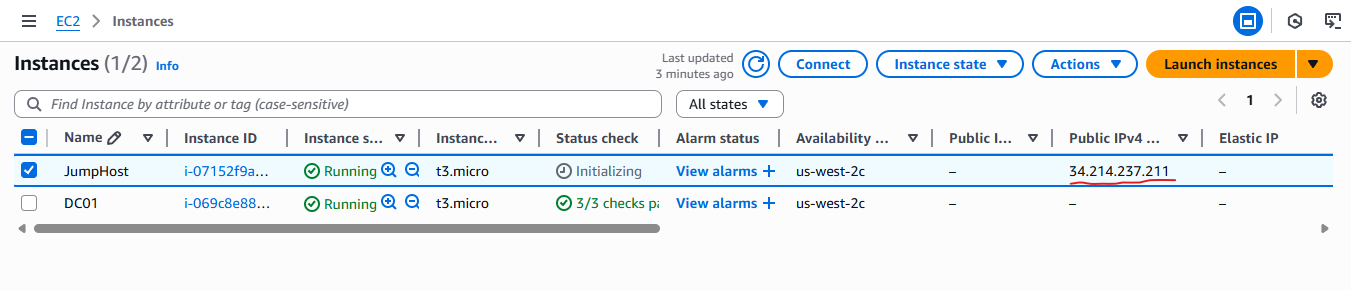 EC2 > Instances
Instances (1/2) Info
Last updated
3 minutes ago
Connect
Instance state
Actions
Launch instances
Find Instance by attribute or tag (case-sensitive)
All states
1
Name Instance ID Instance s... Instanc... Status check Alarm status Availability ... Public I... Public IPv4 ... Elastic IP
JumpHost i-07152f9a... Running t3.micro Initializing View alarms + us-west-2c – 34.214.237.211 –
DC01 i-069c8e88... Running t3.micro 3/3 checks pa View alarms + us-west-2c – – –